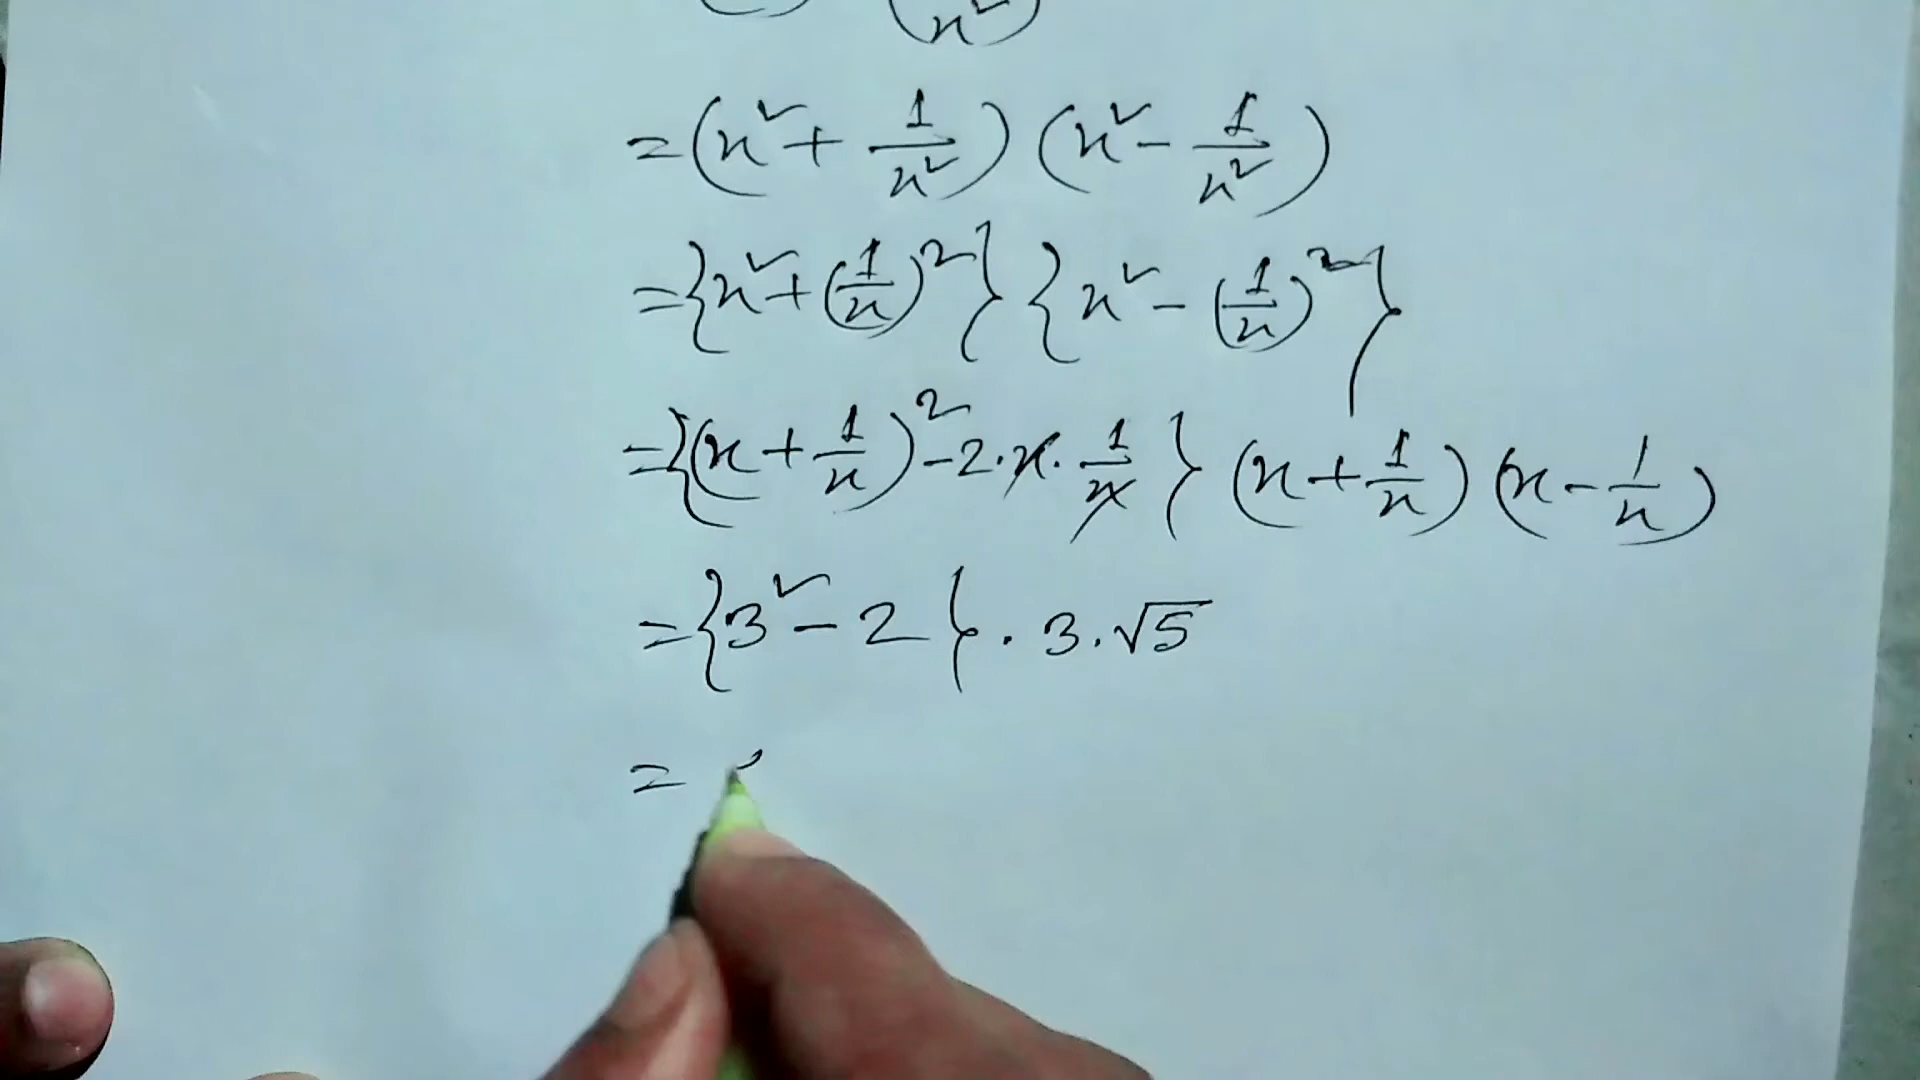 = (x² + 1/x²) (x² - 1/x²)
= {x² + (1/x)²} {x² - (1/x)²}
= {(x + 1/x)² - 2·x·1/x} (x + 1/x) (x - 1/x)
= {3² - 2} · 3 · √5
=